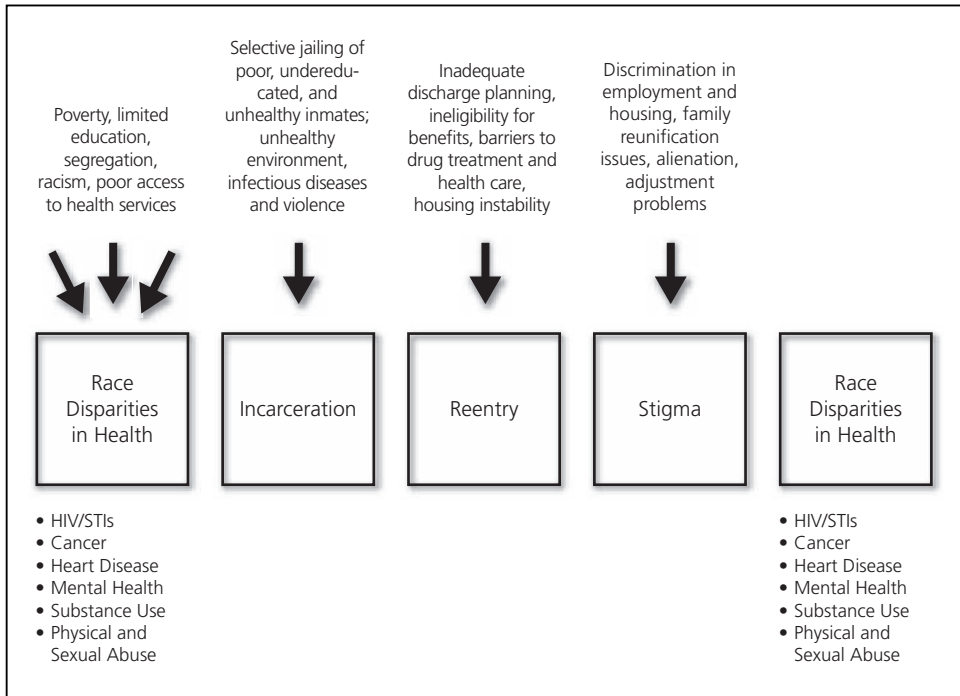 Poverty, limited
education,
segregation,
racism, poor access
to health services
Selective jailing of
poor, undereducated, and
unhealthy inmates;
unhealthy
environment,
infectious diseases
and violence
Inadequate
discharge planning,
ineligibility for
benefits, barriers to
drug treatment and
health care,
housing instability
Discrimination in
employment and
housing, family
reunification
issues, alienation,
adjustment
problems
Race
Disparities
in Health
Incarceration
Reentry
Stigma
Race
Disparities
in Health
• HIV/STIs
• Cancer
• Heart Disease
• Mental Health
• Substance Use
• Physical and
Sexual Abuse
• HIV/STIs
• Cancer
• Heart Disease
• Mental Health
• Substance Use
• Physical and
Sexual Abuse